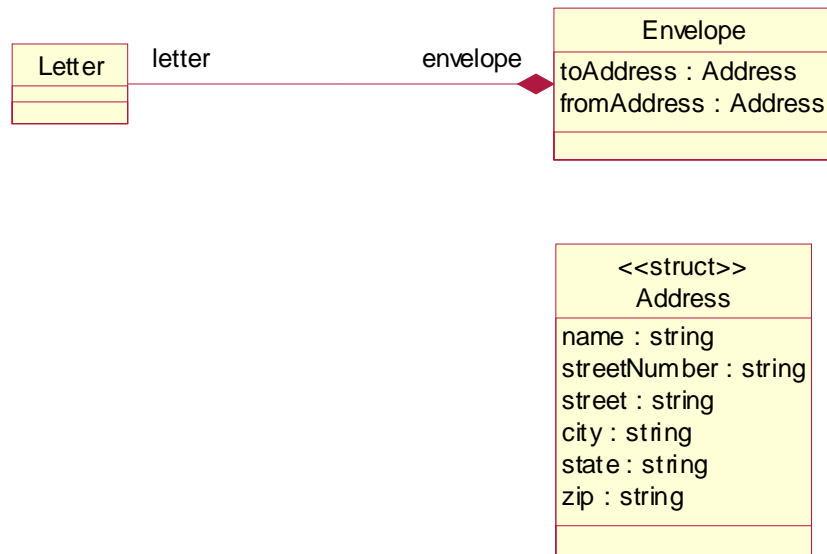 Letter
letter
envelope
Envelope
toAddress : Address
fromAddress : Address
<<struct>>
Address
name : string
streetNumber : string
street : string
city : string
state : string
zip : string